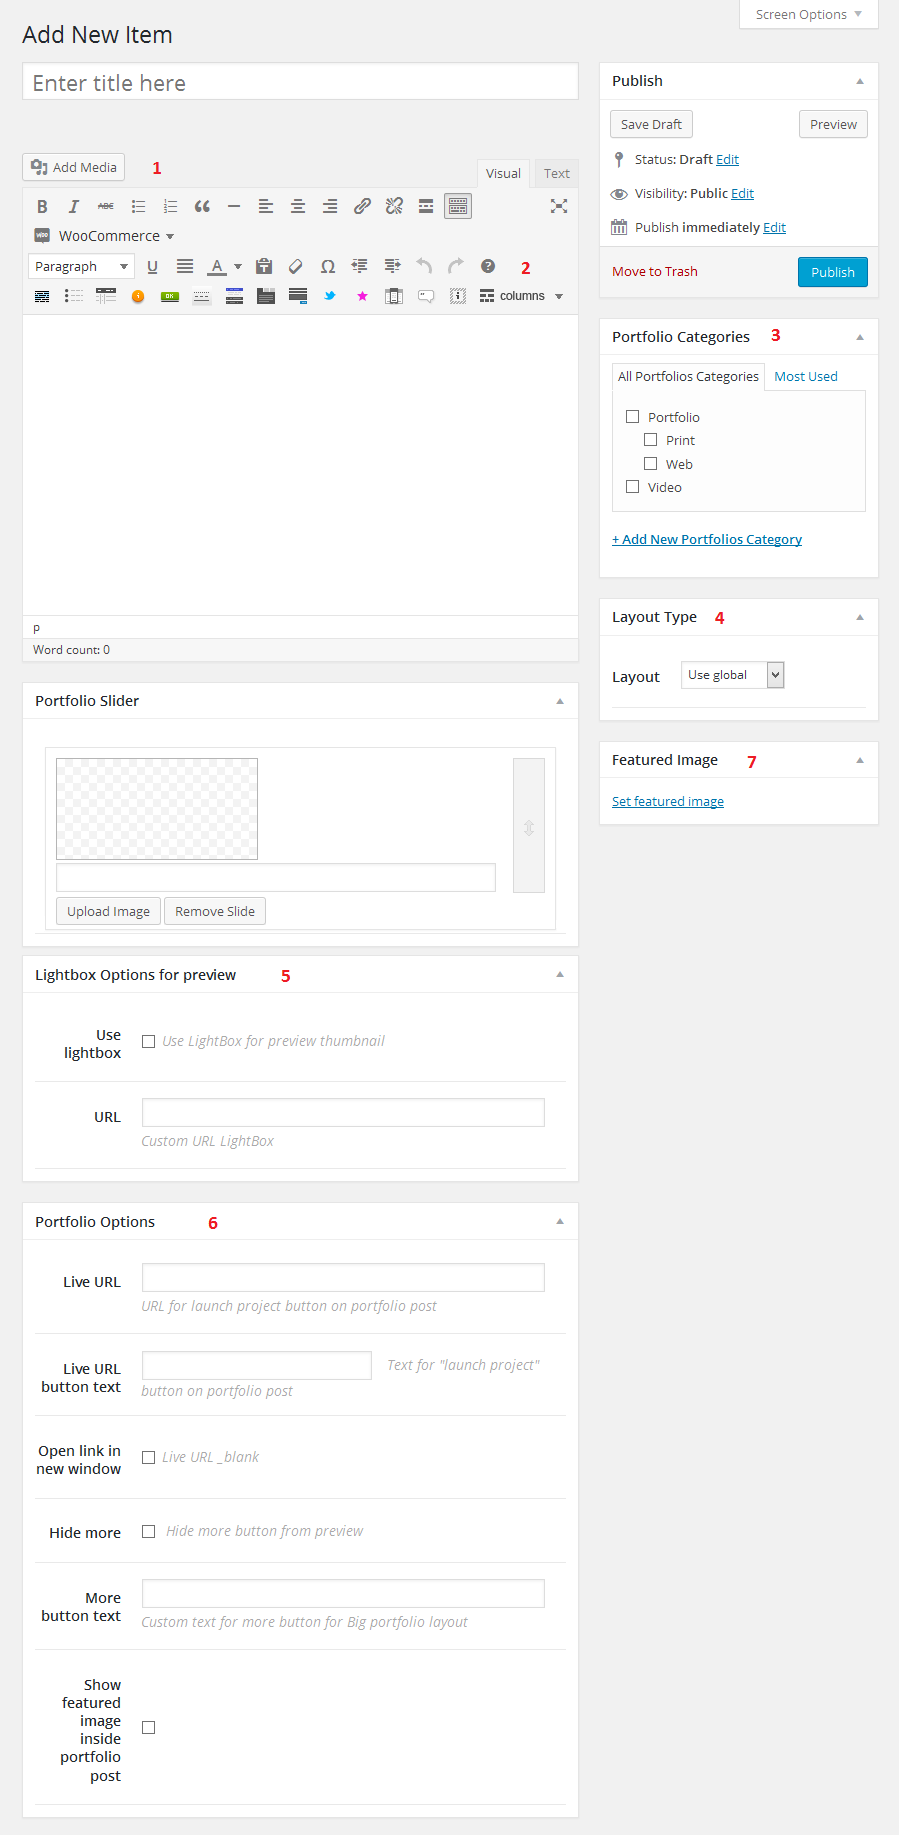 Screen Options
Add New Item
Enter title here
Add Media
1
Visual
Text
B I ABC
WooCommerce
Paragraph
U
A
Ω
2
OK
columns
p
Word count: 0
Portfolio Slider
Upload Image
Remove Slide
Lightbox Options for preview
5
Use
lightbox
Use LightBox for preview thumbnail
URL
Custom URL LightBox
Portfolio Options
6
Live URL
URL for launch project button on portfolio post
Live URL
button text
Text for "launch project"
button on portfolio post
Open link in
new window
Live URL _blank
Hide more
Hide more button from preview
More
button text
Custom text for more button for Big portfolio layout
Show
featured
image
inside
portfolio
post
Publish
Save Draft
Preview
Status: Draft Edit
Visibility: Public Edit
Publish immediately Edit
Move to Trash
Publish
Portfolio Categories
3
All Portfolios Categories
Most Used
Portfolio
Print
Web
Video
+ Add New Portfolios Category
Layout Type
4
Layout
Use global
Featured Image
7
Set featured image